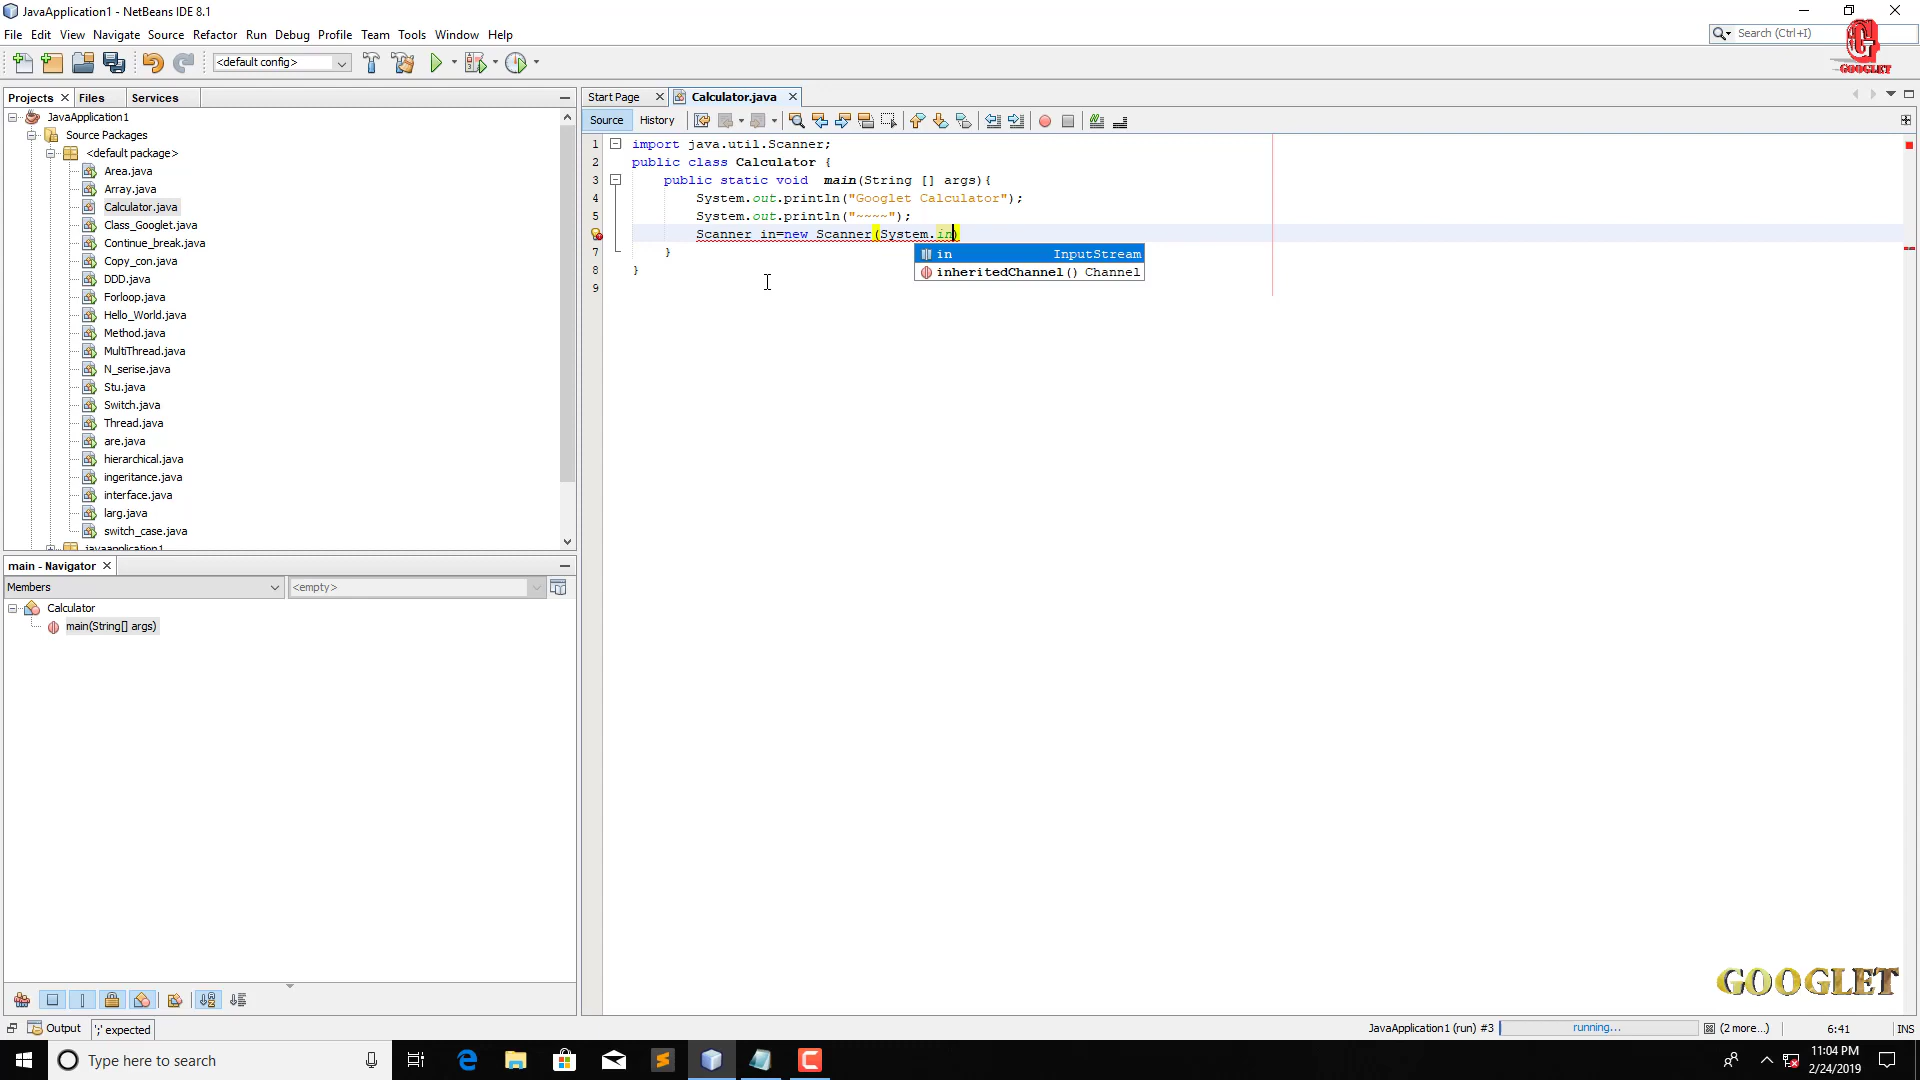 JavaApplication1 - NetBeans IDE 8.1
File Edit View Navigate Source Refactor Run Debug Profile Team Tools Window Help
Search (Ctrl+I)
G
GOOGLET
<default config>
Projects Files Services
JavaApplication1
Source Packages
<default package>
Area.java
Array.java
Calculator.java
Class_Googlet.java
Continue_break.java
Copy_con.java
DDD.java
Forloop.java
Hello_World.java
Method.java
MultiThread.java
N_serise.java
Stu.java
Switch.java
Thread.java
are.java
hierarchical.java
ingeritance.java
interface.java
larg.java
switch_case.java
javaapplication1
main - Navigator
Members <empty>
Calculator
main(String[] args)
Start Page Calculator.java
Source History
1 import java.util.Scanner;
2 public class Calculator {
3 public static void main(String [] args){
4 System.out.println("Googlet Calculator");
5 System.out.println("~~~~");
Scanner in=new Scanner(System.in)
7 }
8 }
9
in InputStream
inheritedChannel() Channel
GOOGLET
Output ';' expected
JavaApplication1 (run) #3 running... (2 more...) 6:41 INS
Type here to search
11:04 PM
2/24/2019